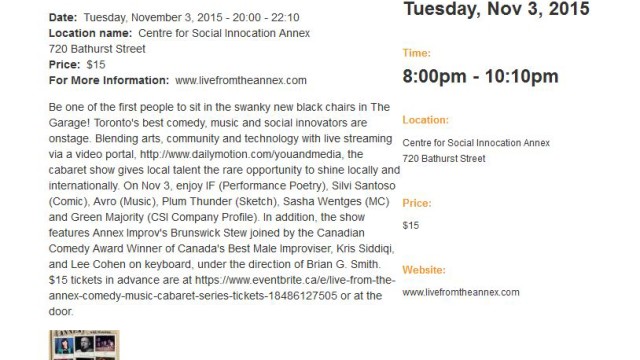 Date: Tuesday, November 3, 2015 - 20:00 - 22:10
Location name: Centre for Social Innocation Annex
720 Bathurst Street
Price: $15
For More Information: www.livefromtheannex.com
Be one of the first people to sit in the swanky new black chairs in The
Garage! Toronto's best comedy, music and social innovators are
onstage. Blending arts, community and technology with live streaming
via a video portal, http://www.dailymotion.com/youandmedia, the
cabaret show gives local talent the rare opportunity to shine locally and
internationally. On Nov 3, enjoy IF (Performance Poetry), Silvi Santoso
(Comic), Avro (Music), Plum Thunder (Sketch), Sasha Wentges (MC)
and Green Majority (CSI Company Profile). In addition, the show
features Annex Improv's Brunswick Stew joined by the Canadian
Comedy Award Winner of Canada's Best Male Improviser, Kris Siddiqi,
and Lee Cohen on keyboard, under the direction of Brian G. Smith.
$15 tickets in advance are at https://www.eventbrite.ca/e/live-from-the-
annex-comedy-music-cabaret-series-tickets-18486127505 or at the
door.
Tuesday, Nov 3, 2015
Time:
8:00pm - 10:10pm
Location:
Centre for Social Innocation Annex
720 Bathurst Street
Price:
$15
Website:
www.livefromtheannex.com